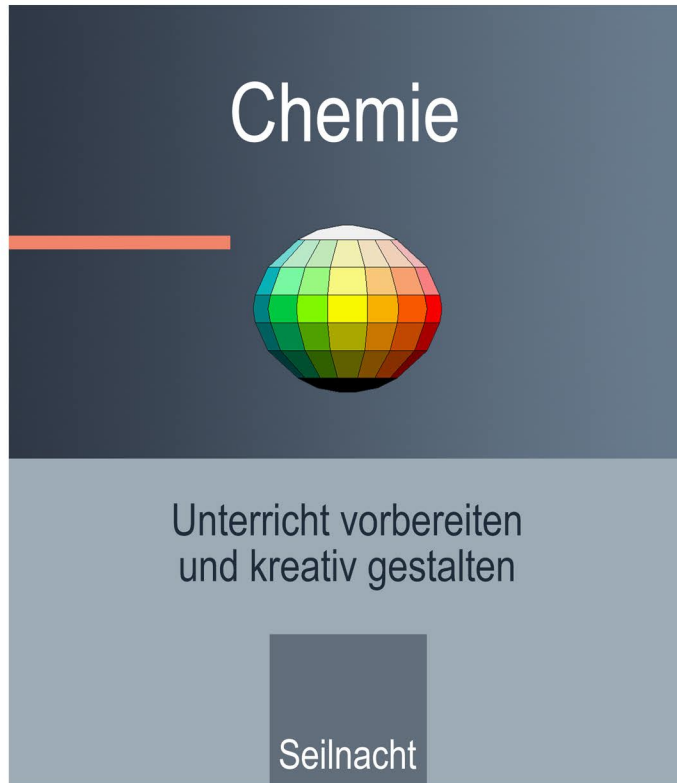 Chemie
Unterricht vorbereiten
und kreativ gestalten
Seilnacht